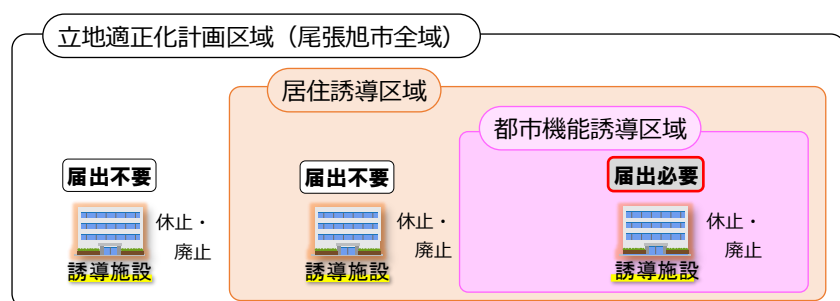 立地適正化計画区域（尾張旭市全域）
居住誘導区域
都市機能誘導区域
届出不要
休止・
廃止
誘導施設
届出不要
休止・
廃止
誘導施設
届出必要
休止・
廃止
誘導施設